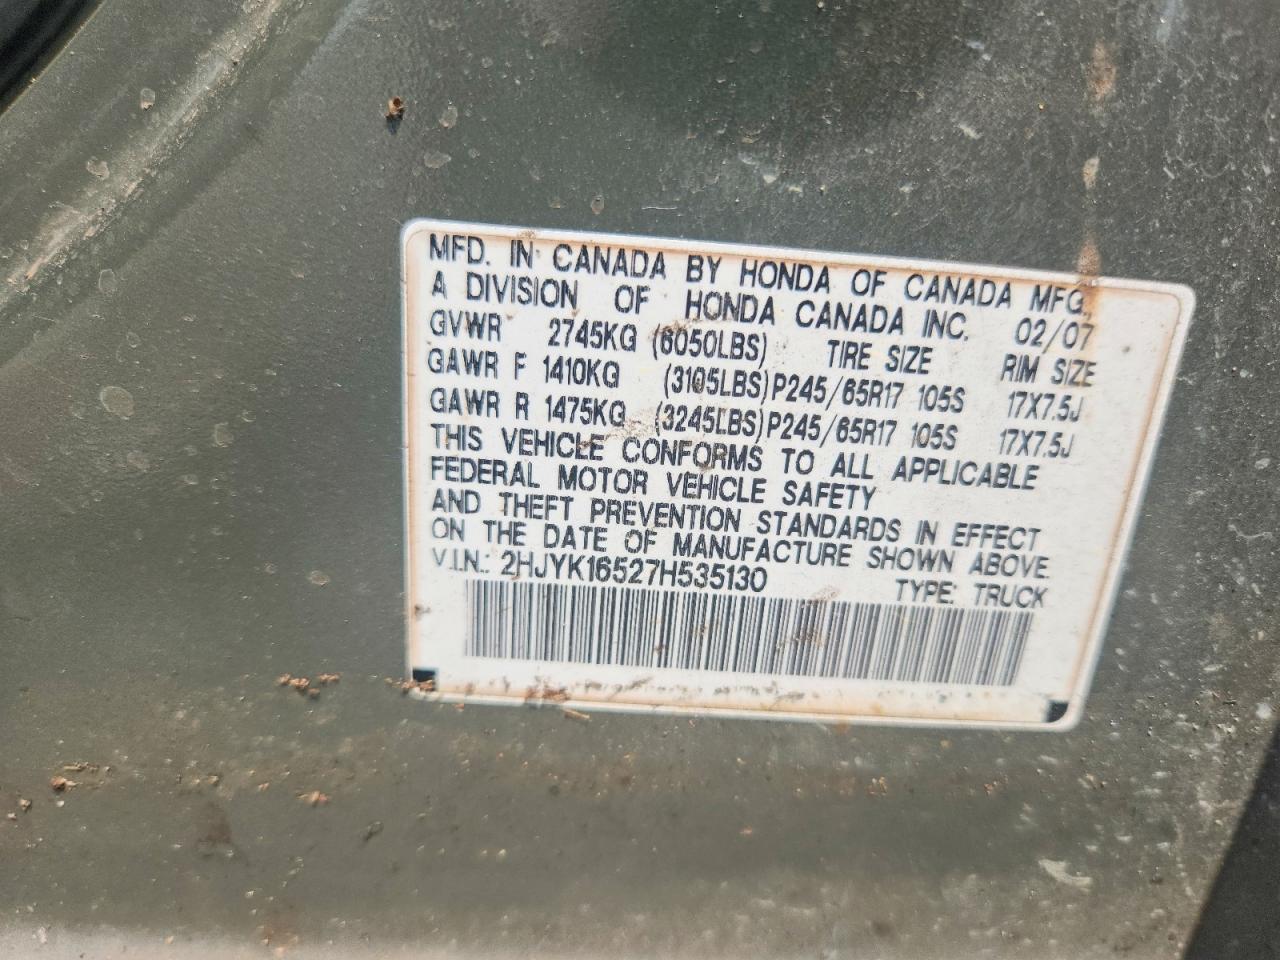 MFD. IN CANADA BY HONDA OF CANADA MFG.,
A DIVISION OF HONDA CANADA INC. 02/07
GVWR 2745KG (6050LBS) TIRE SIZE RIM SIZE
GAWR F 1410KG (3105LBS) P245/65R17 105S 17X7.5J
GAWR R 1475KG (3245LBS) P245/65R17 105S 17X7.5J
THIS VEHICLE CONFORMS TO ALL APPLICABLE
FEDERAL MOTOR VEHICLE SAFETY
AND THEFT PREVENTION STANDARDS IN EFFECT
ON THE DATE OF MANUFACTURE SHOWN ABOVE.
V.I.N.: 2HJYK16527H535130 TYPE: TRUCK